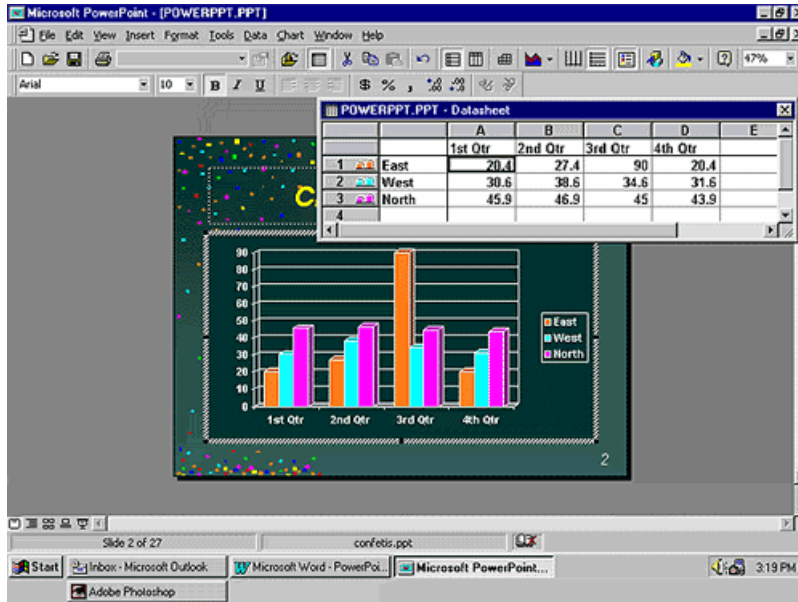 Microsoft PowerPoint - [POWERPPT.PPT]
File Edit View Insert Format Tools Data Chart Window Help
47%
Arial 10 B I U $ % ,
POWERPPT.PPT - Datasheet
A B C D E
1st Qtr 2nd Qtr 3rd Qtr 4th Qtr
1 East 20.4 27.4 90 20.4
2 West 30.6 38.6 34.6 31.6
3 North 45.9 46.9 45 43.9
4
90
80
70
60
50
40
30
20
10
0
1st Qtr 2nd Qtr 3rd Qtr 4th Qtr
East
West
North
2
Slide 2 of 27 confetis.ppt
Start Inbox - Microsoft Outlook Microsoft Word - PowerPoi... Microsoft PowerPoint... 3:19 PM
Adobe Photoshop